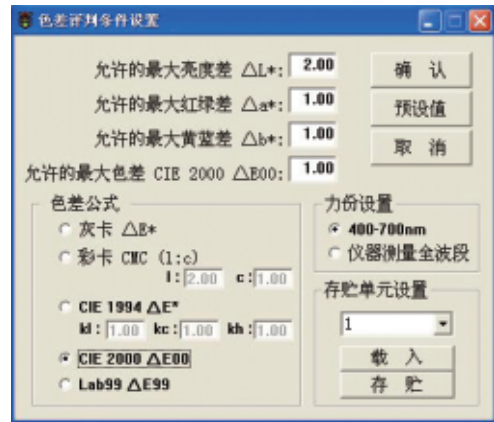 色差评判条件设置
允许的最大亮度差 △L*: 2.00
确 认
允许的最大红绿差 △a*: 1.00
预设值
允许的最大黄蓝差 △b*: 1.00
取 消
允许的最大色差 CIE 2000 △E00: 1.00
色差公式
灰卡 △E*
彩卡 CMC (l:c)
l: 2.00 c: 1.00
CIE 1994 △E*
kl: 1.00 kc: 1.00 kh: 1.00
CIE 2000 △E00
Lab99 △E99
力份设置
400-700nm
仪器测量全波段
存贮单元设置
1
载 入
存 贮